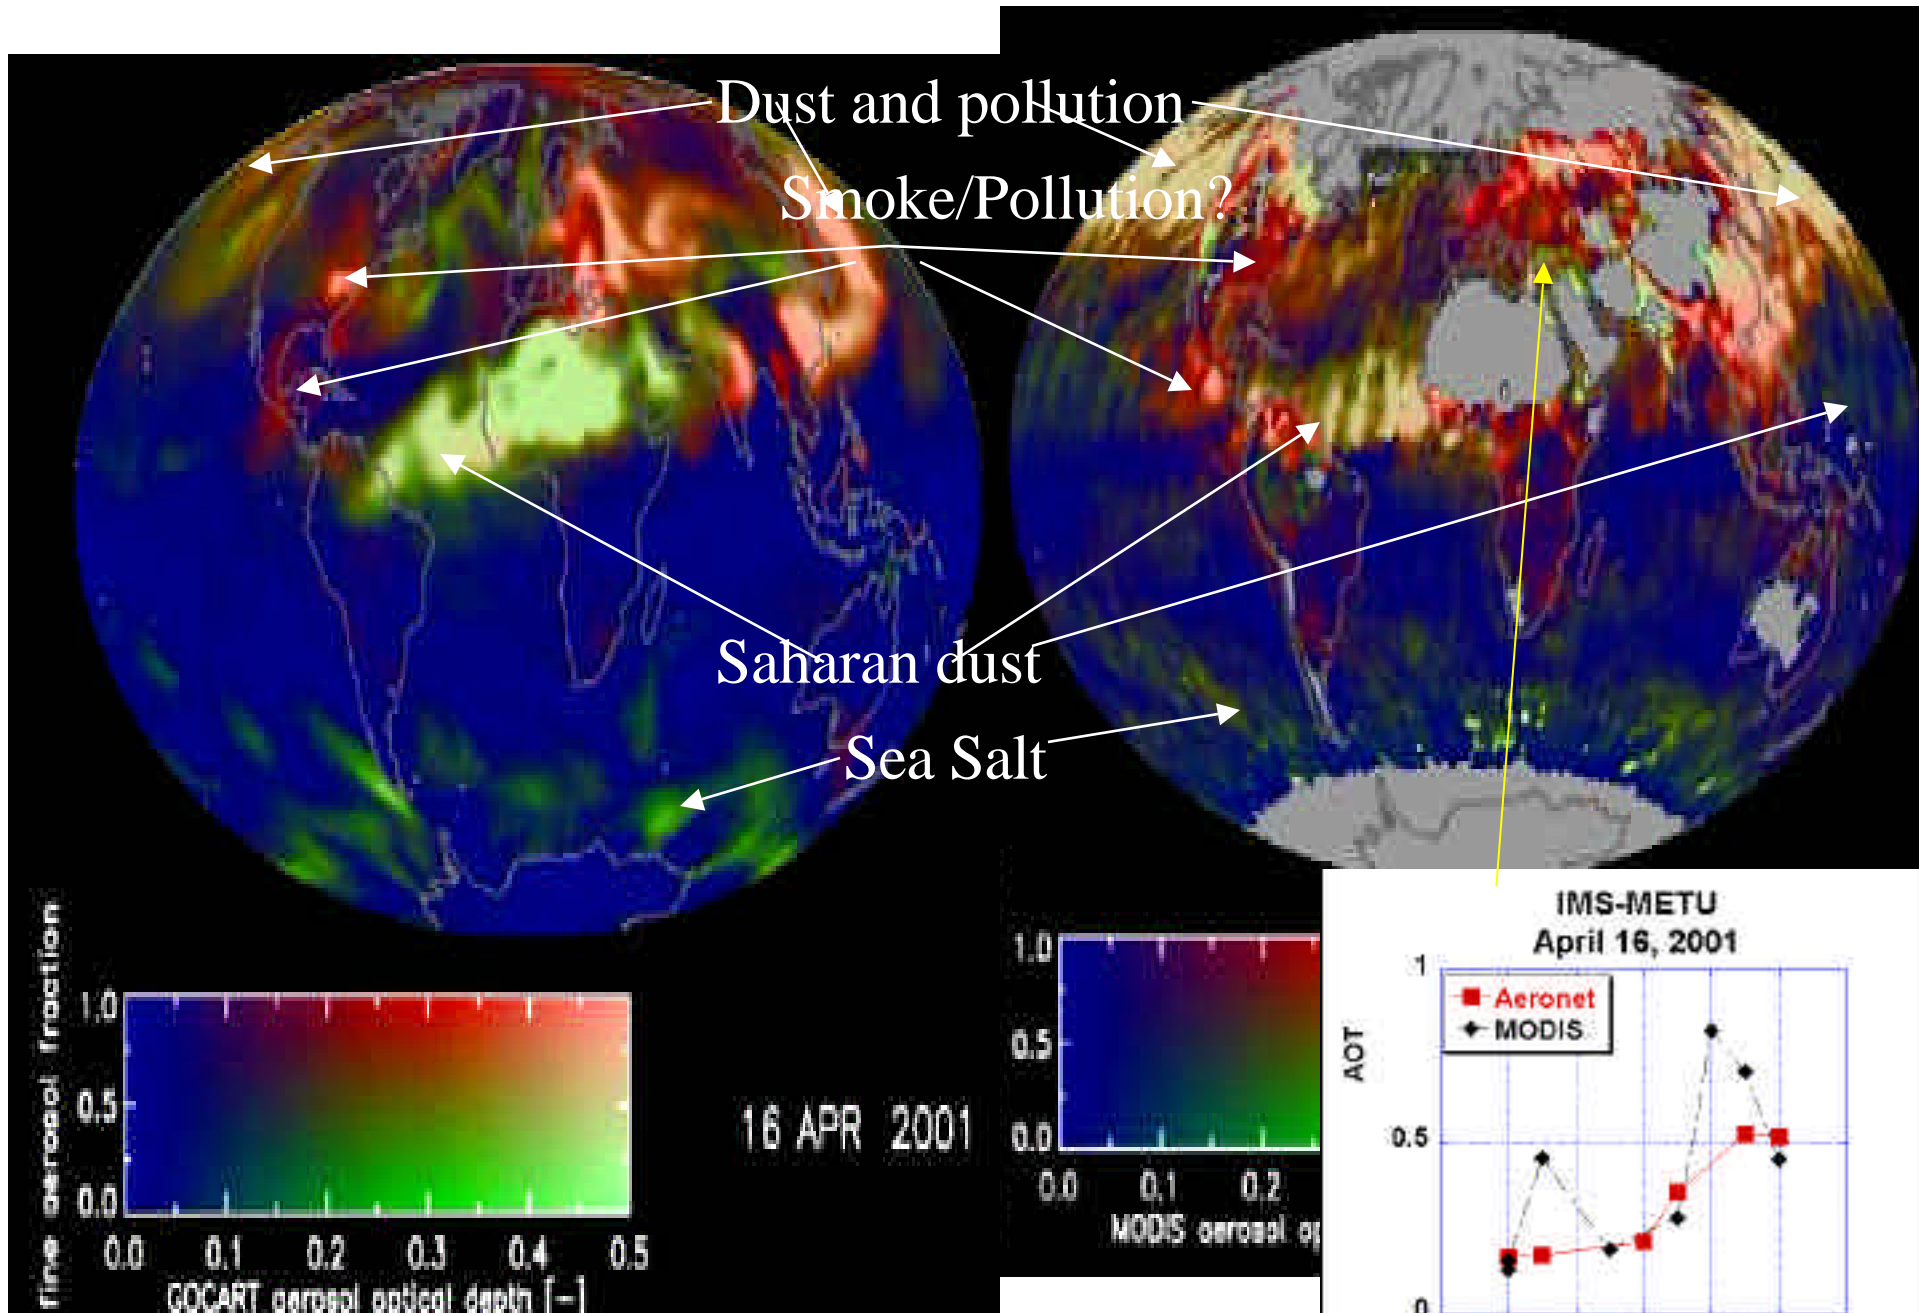 Dust and pollution
Smoke/Pollution?
Saharan dust
Sea Salt
fine aerosol fraction
1.0
0.5
0.0
0.0 0.1 0.2 0.3 0.4 0.5
GOCART aerosol optical depth [-]
16 APR 2001
1.0
0.5
0.0
0.0 0.1 0.2
MODIS aerosol op
IMS-METU
April 16, 2001
AOT
1
0.5
0
Aeronet
MODIS